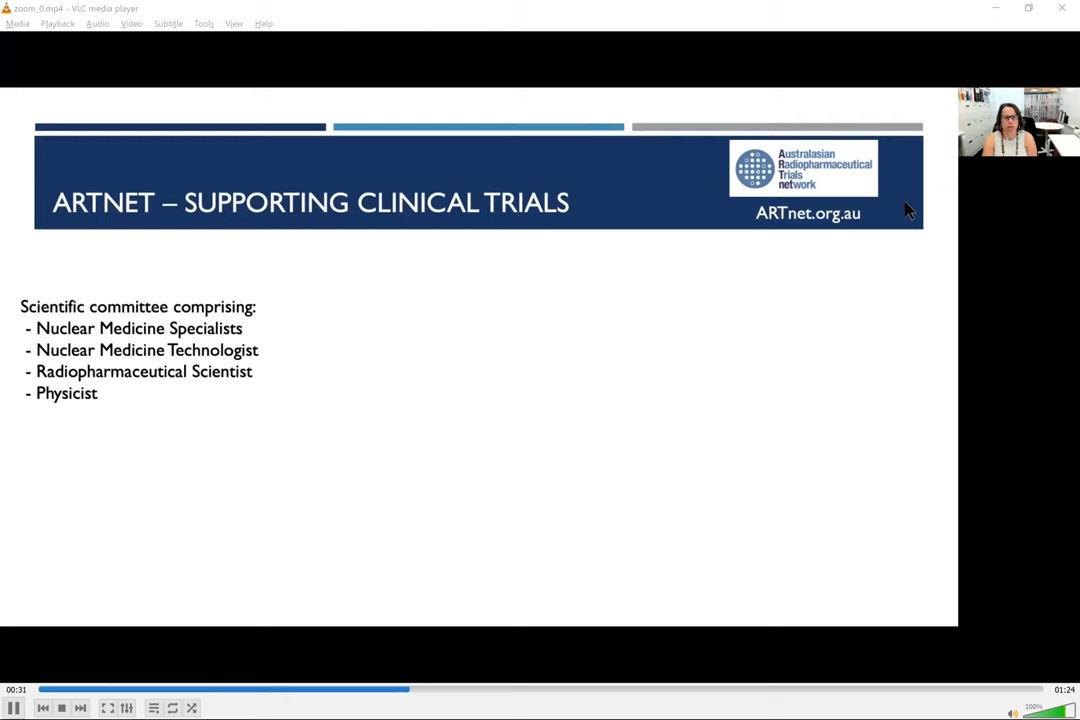 zoom_0.mp4 - VLC media player
Media Playback Audio Video Subtitle Tools View Help
Australasian
Radiopharmaceutical
Trials
network
ARTNET – SUPPORTING CLINICAL TRIALS
ARTnet.org.au
Scientific committee comprising:
- Nuclear Medicine Specialists
- Nuclear Medicine Technologist
- Radiopharmaceutical Scientist
- Physicist
00:31
01:24
100%